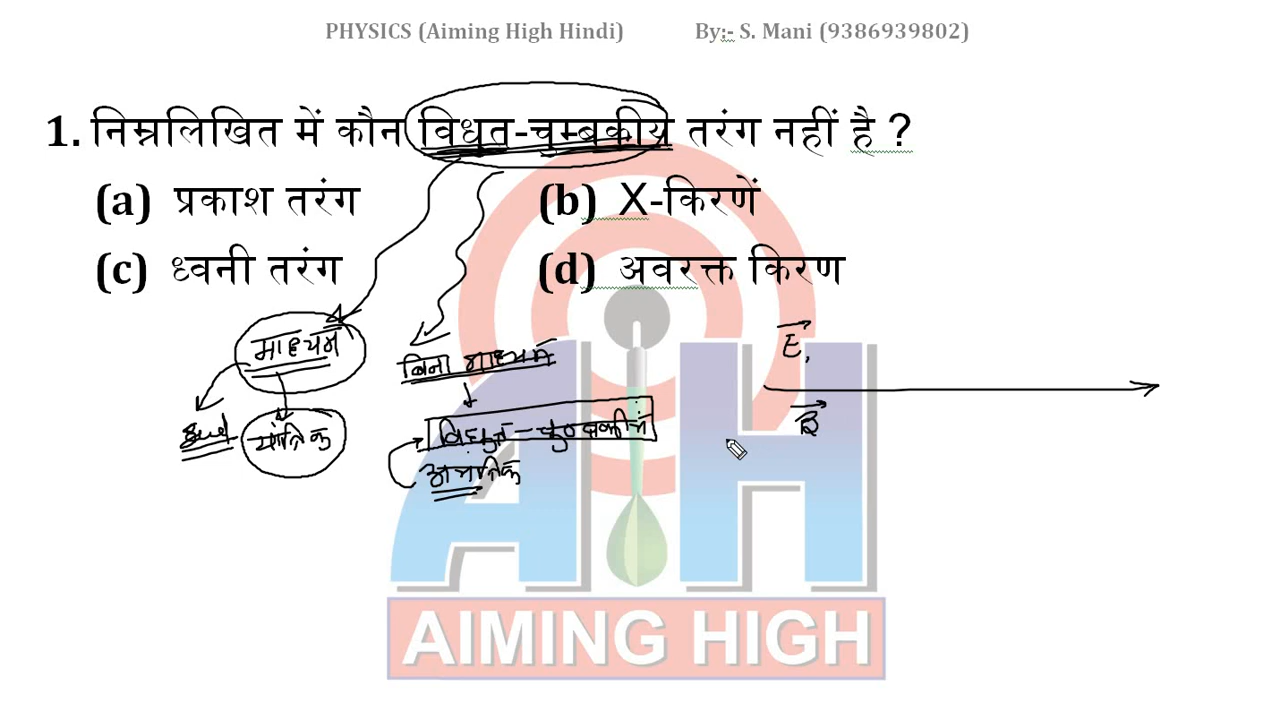 PHYSICS (Aiming High Hindi) By:- S. Mani (9386939802)
1. निम्नलिखित में कौन विधुत-चम्बकीय तरंग नहीं है ?
(a) प्रकाश तरंग (b) X-किरणें
(c) ध्वनी तरंग (d) अवरक्त किरण
माध्यम
बिना माध्यम
यांत्रिक
विधुत-चुम्बकीय
E,
B
AIMING HIGH